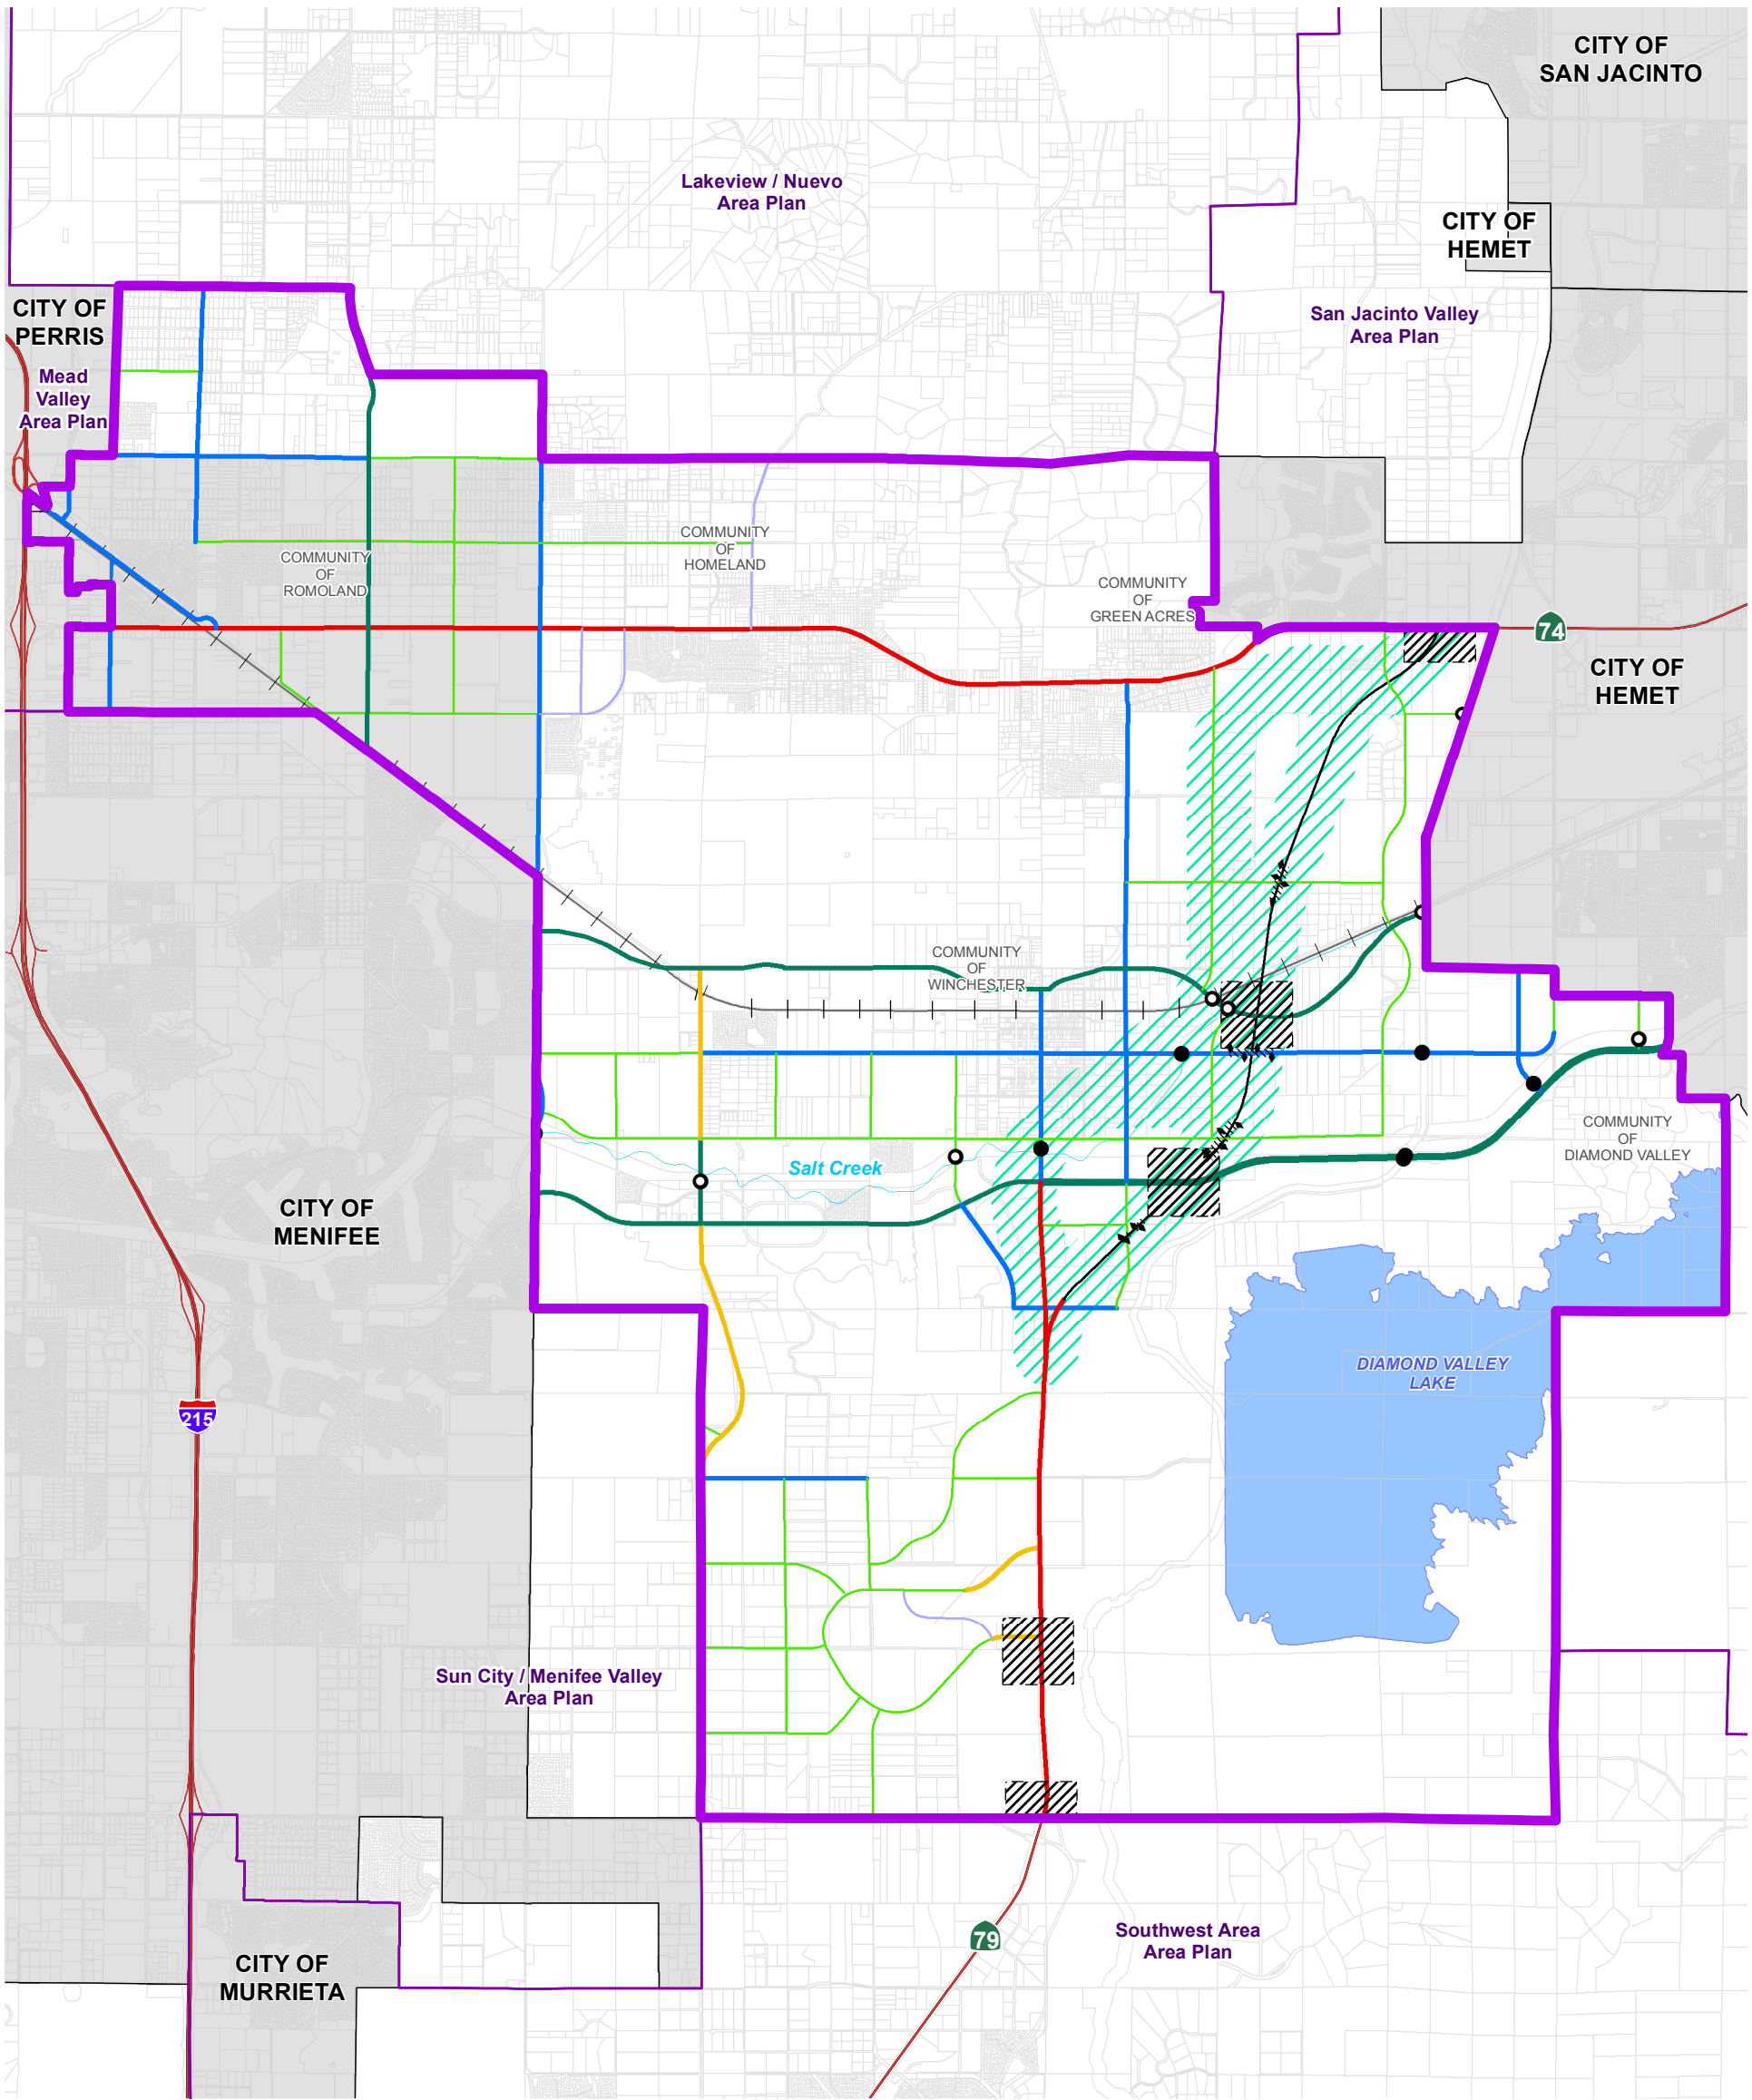 CITY OF
SAN JACINTO
Lakeview / Nuevo
Area Plan
CITY OF
HEMET
CITY OF
PERRIS
San Jacinto Valley
Area Plan
Mead
Valley
Area Plan
COMMUNITY
OF
HOMELAND
COMMUNITY
OF
ROMOLAND
COMMUNITY
OF
GREEN ACRES
74
CITY OF
HEMET
COMMUNITY
OF
WINCHESTER
COMMUNITY
OF
DIAMOND VALLEY
Salt Creek
CITY OF
MENIFEE
DIAMOND VALLEY
LAKE
215
Sun City / Menifee Valley
Area Plan
79
Southwest Area
Area Plan
CITY OF
MURRIETA